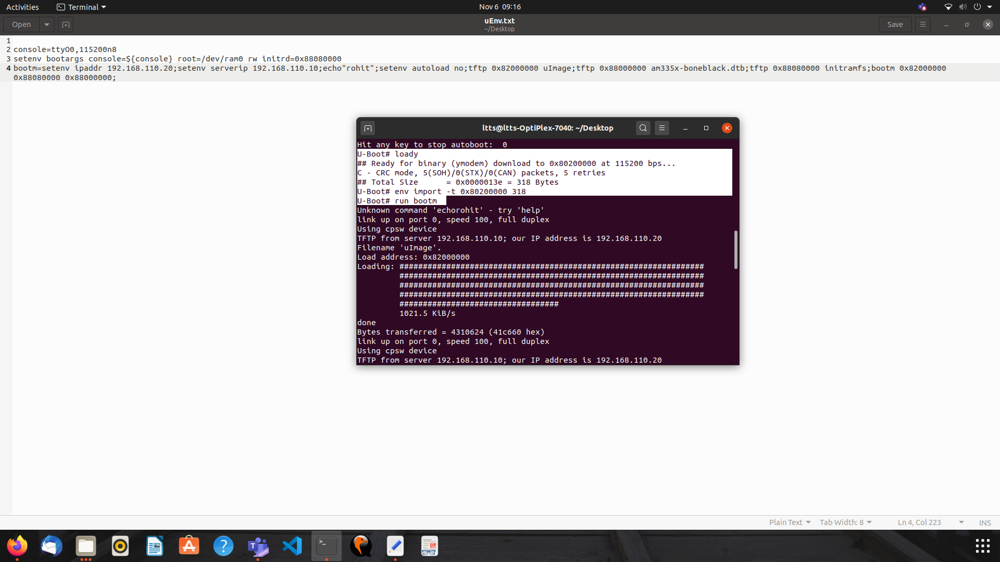 Activities
Terminal
Nov 6 09:16
Open
uEnv.txt
~/Desktop
Save
1
2 console=ttyO0,115200n8
3 setenv bootargs console=${console} root=/dev/ram0 rw initrd=0x88080000
4 bootm=setenv ipaddr 192.168.110.20;setenv serverip 192.168.110.10;echo"rohit";setenv autoload no;tftp 0x82000000 uImage;tftp 0x88000000 am335x-boneblack.dtb;tftp 0x88080000 initramfs;bootm 0x82000000
0x88080000 0x88000000;
ltts@ltts-OptiPlex-7040: ~/Desktop
Hit any key to stop autoboot:  0
U-Boot# loady
## Ready for binary (ymodem) download to 0x80200000 at 115200 bps...
C - CRC mode, 5(SOH)/0(STX)/0(CAN) packets, 5 retries
## Total Size      = 0x0000013e = 318 Bytes
U-Boot# env import -t 0x80200000 318
U-Boot# run bootm
Unknown command 'echorohit' - try 'help'
link up on port 0, speed 100, full duplex
Using cpsw device
TFTP from server 192.168.110.10; our IP address is 192.168.110.20
Filename 'uImage'.
Load address: 0x82000000
Loading: #################################################################
#################################################################
#################################################################
#################################################################
##################################
1021.5 KiB/s
done
Bytes transferred = 4310624 (41c660 hex)
link up on port 0, speed 100, full duplex
Using cpsw device
TFTP from server 192.168.110.10; our IP address is 192.168.110.20
Plain Text
Tab Width: 8
Ln 4, Col 223
INS